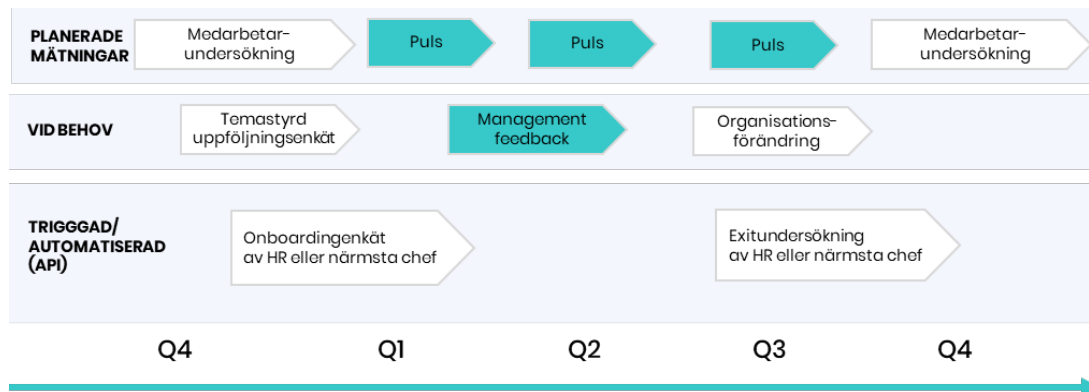 PLANERADE
MÄTNINGAR
Medarbetar-
undersökning
Puls
Puls
Puls
Medarbetar-
undersökning
VID BEHOV
Temastyrd
uppföljningsenkät
Management
feedback
Organisations-
förändring
TRIGGGAD/
AUTOMATISERAD
(API)
Onboardingenkät
av HR eller närmsta chef
Exitundersökning
av HR eller närmsta chef
Q4 Q1 Q2 Q3 Q4